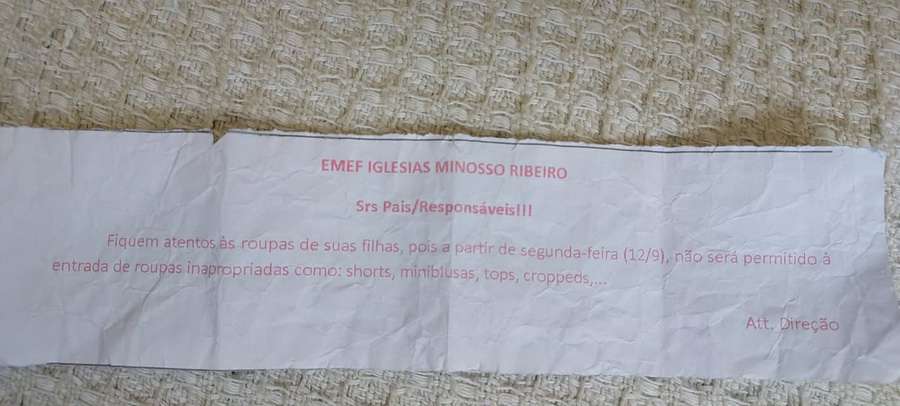 EMEF IGLESIAS MINOSSO RIBEIRO
Srs Pais/Responsáveis!!!
Fiquem atentos às roupas de suas filhas, pois a partir de segunda-feira (12/9), não será permitido à
entrada de roupas inapropriadas como: shorts, miniblusas, tops, croppeds,...
Att, Direção